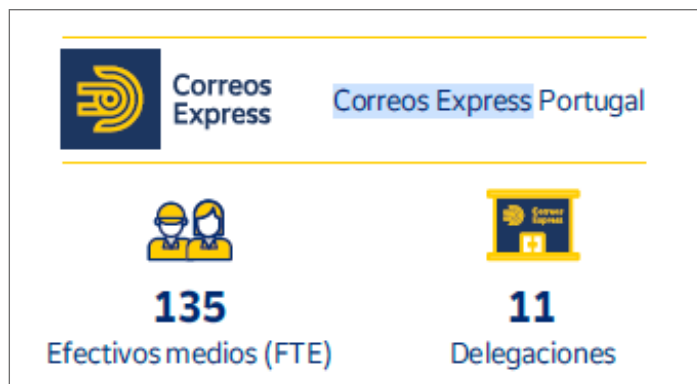 Correos
Express
Correos Express Portugal
Correos
Express
135
11
Efectivos medios (FTE)
Delegaciones